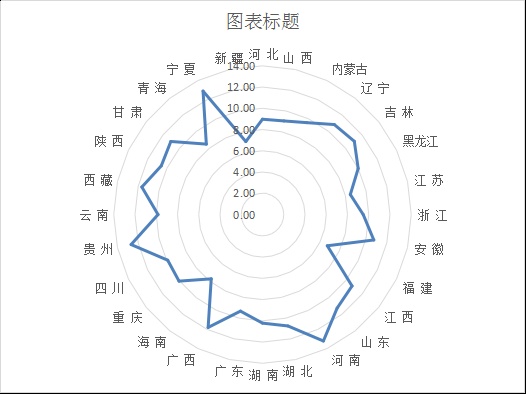 图表标题
河 北
山 西
内蒙古
辽 宁
吉 林
黑龙江
江 苏
浙 江
安 徽
福 建
江 西
山 东
河 南
湖 北
湖 南
广 东
广 西
海 南
重 庆
四 川
贵 州
云 南
西 藏
陕 西
甘 肃
青 海
宁 夏
新 疆
14.00
12.00
10.00
8.00
6.00
4.00
2.00
0.00